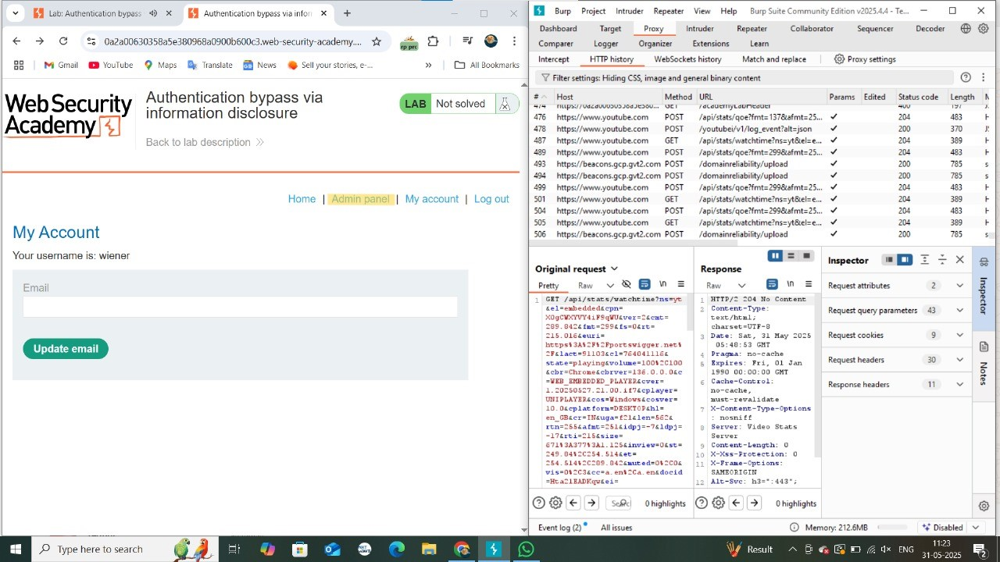 Lab: Authentication bypass
Authentication bypass via infor
0a2a00630358a5e380968a0900b600c3.web-security-academy....
Gmail
YouTube
Maps
Translate
News
Sell your stories, e-...
»
All Bookmarks
WebSecurity
Academy
Authentication bypass via
information disclosure
Back to lab description
LAB
Not solved
Home | Admin panel | My account | Log out
My Account
Your username is: wiener
Email
Update email
Burp Project Intruder Repeater View Help Burp Suite Community Edition v2025.4.4 - Te...
Dashboard Target Proxy Intruder Repeater Collaborator Sequencer Decoder
Comparer Logger Organizer Extensions Learn
Intercept HTTP history WebSockets history Match and replace Proxy settings
Filter settings: Hiding CSS, image and general binary content
# Host Method URL Params Edited Status code Length M
474 https://0a2a00630358a5e380... GET /academyLabHeader 400 197 H
476 https://www.youtube.com POST /api/stats/qoe?fmt=137&afmt=25... ✓ 204 483 H
478 https://www.youtube.com POST /youtubei/v1/log_event?alt=json ✓ 200 370 JS
487 https://www.youtube.com GET /api/stats/watchtime?ns=yt&el=e... ✓ 204 389 H
489 https://www.youtube.com POST /api/stats/qoe?fmt=299&afmt=25... ✓ 204 483 H
493 https://beacons.gcp.gvt2.com POST /domainreliability/upload ✓ 200 785 s
494 https://beacons.gcp.gvt2.com POST /domainreliability/upload ✓ 200 785 s
499 https://www.youtube.com POST /api/stats/qoe?fmt=299&afmt=25... ✓ 204 483 H
501 https://www.youtube.com GET /api/stats/watchtime?ns=yt&el=e... ✓ 204 389 H
504 https://www.youtube.com POST /api/stats/qoe?fmt=299&afmt=25... ✓ 204 483 H
505 https://www.youtube.com GET /api/stats/watchtime?ns=yt&el=e... ✓ 204 389 H
506 https://beacons.gcp.gvt2.com POST /domainreliability/upload ✓ 200 785 s
Original request
Pretty Raw \n
1 GET /api/stats/watchtime?ns=yt
&el=embedded&cpn=
X0gCWXYVY4iF9qWU&ver=2&cmt=
289.842&fmt=299&fs=0&rt=
215.016&euri=
https%3A%2F%2Fportswigger.net%
2F&lact=91103&cl=764041116&
state=playing&volume=100%2C100
&cbr=Chrome&cbrver=136.0.0.0&c
=WEB_EMBEDDED_PLAYER&cver=
1.20250527.21.00.if7&cplayer=
UNIPLAYER&cos=Windows&cosver=
10.0&cplatform=DESKTOP&hl=
en_GB&cr=IN&uga=f21&len=562&
rtn=255&afmt=251&idpj=-7&ldpj=
-17&rti=215&size=
671%3A377%3A1.125&inview=0&st=
249.84%2C254.514&et=
254.514%2C289.842&muted=0%2C0&
vis=0%2C3&cc=a.en%2Ca.en&docid
=Hta21EADKqw&ei=
0 highlights
Response
Raw \n
1 HTTP/2 204 No Content
2 Content-Type:
text/html;
charset=UTF-8
3 Date: Sat, 31 May 2025
05:48:53 GMT
4 Pragma: no-cache
5 Expires: Fri, 01 Jan
1990 00:00:00 GMT
6 Cache-Control:
no-cache,
must-revalidate
7 X-Content-Type-Options
: nosniff
8 Server: Video Stats
Server
9 Content-Length: 0
10 X-Xss-Protection: 0
11 X-Frame-Options:
SAMEORIGIN
12 Alt-Svc: h3=":443";
0 highlights
Inspector
Request attributes 2
Request query parameters 43
Request cookies 9
Request headers 30
Response headers 11
Inspector
Notes
Event log (2) All issues
Memory: 212.6MB
Disabled
Type here to search
Result
ENG
11:23
31-05-2025